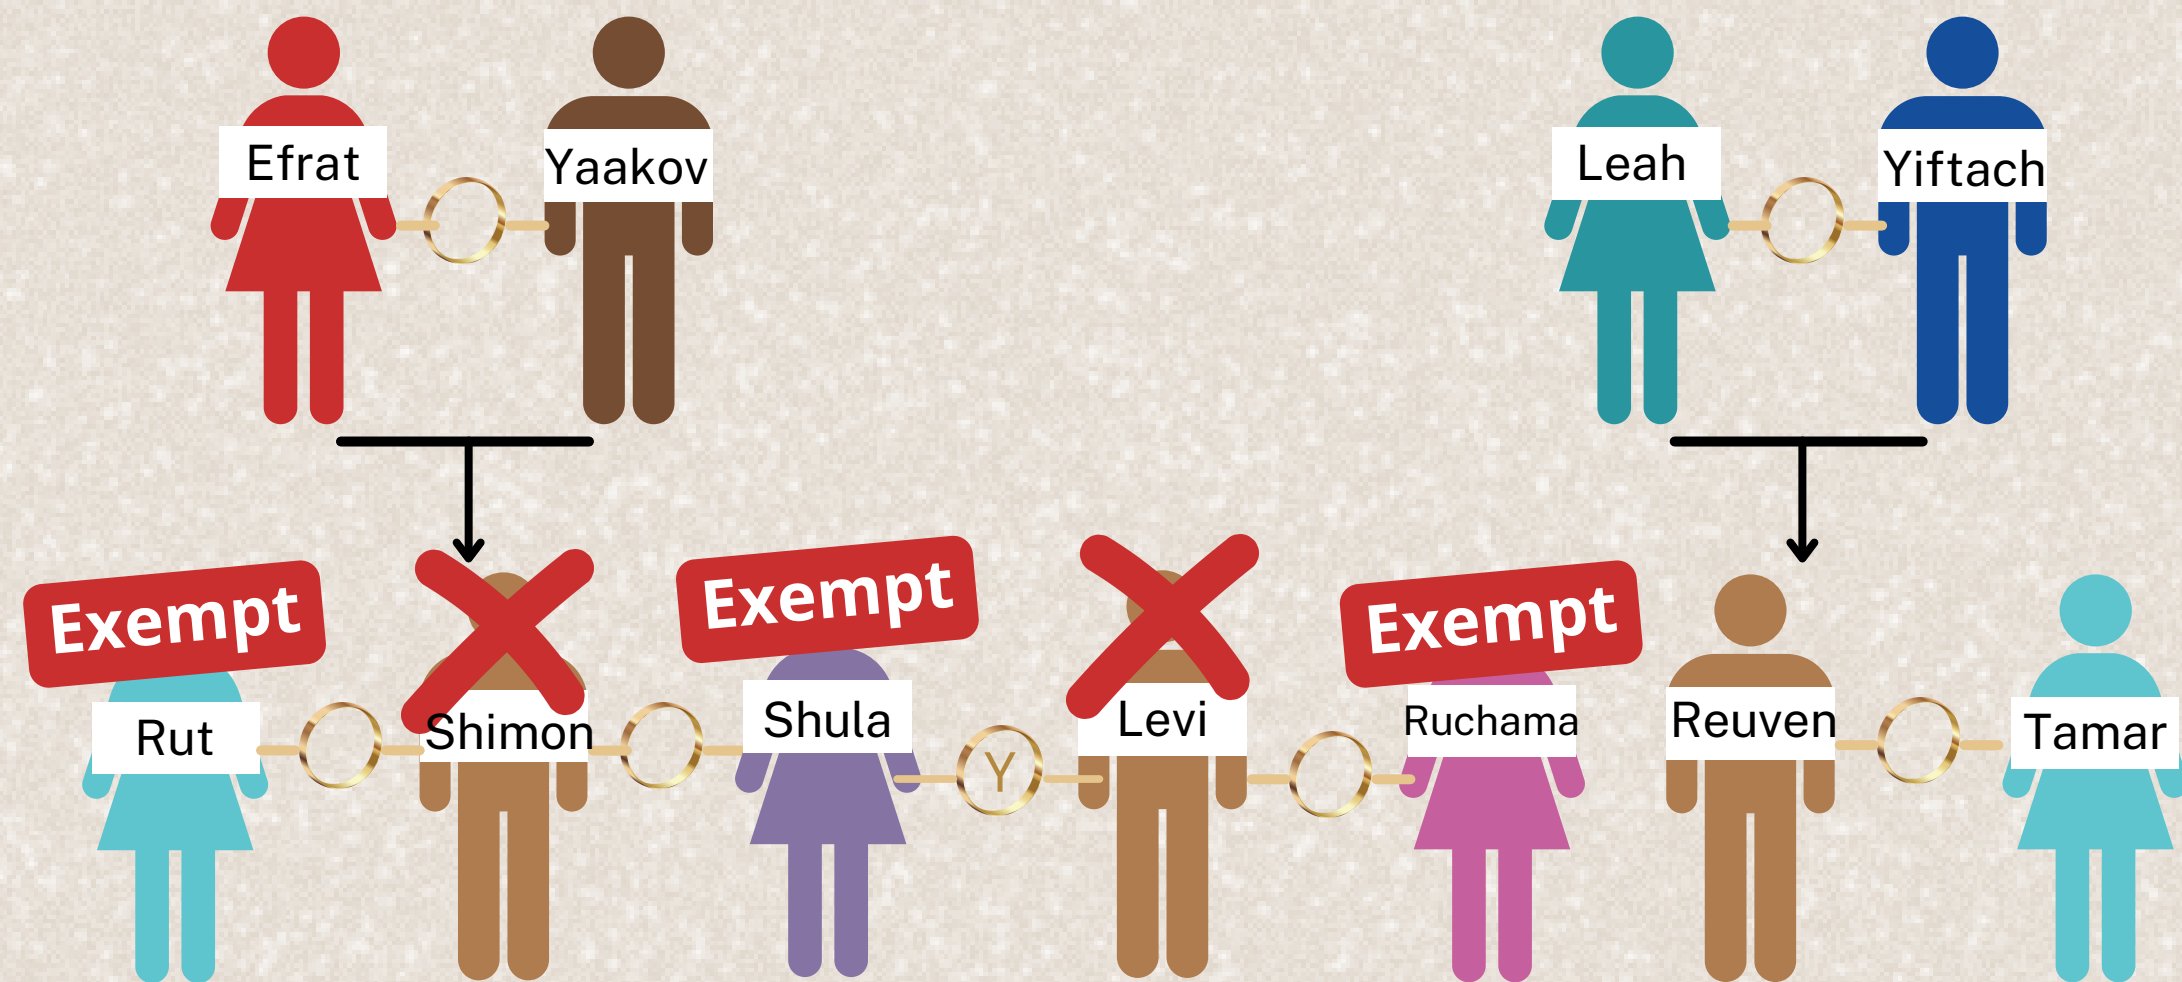 Efrat
Yaakov
Leah
Yiftach
Exempt
Exempt
Exempt
Rut
Shimon
Shula
Y
Levi
Ruchama
Reuven
Tamar